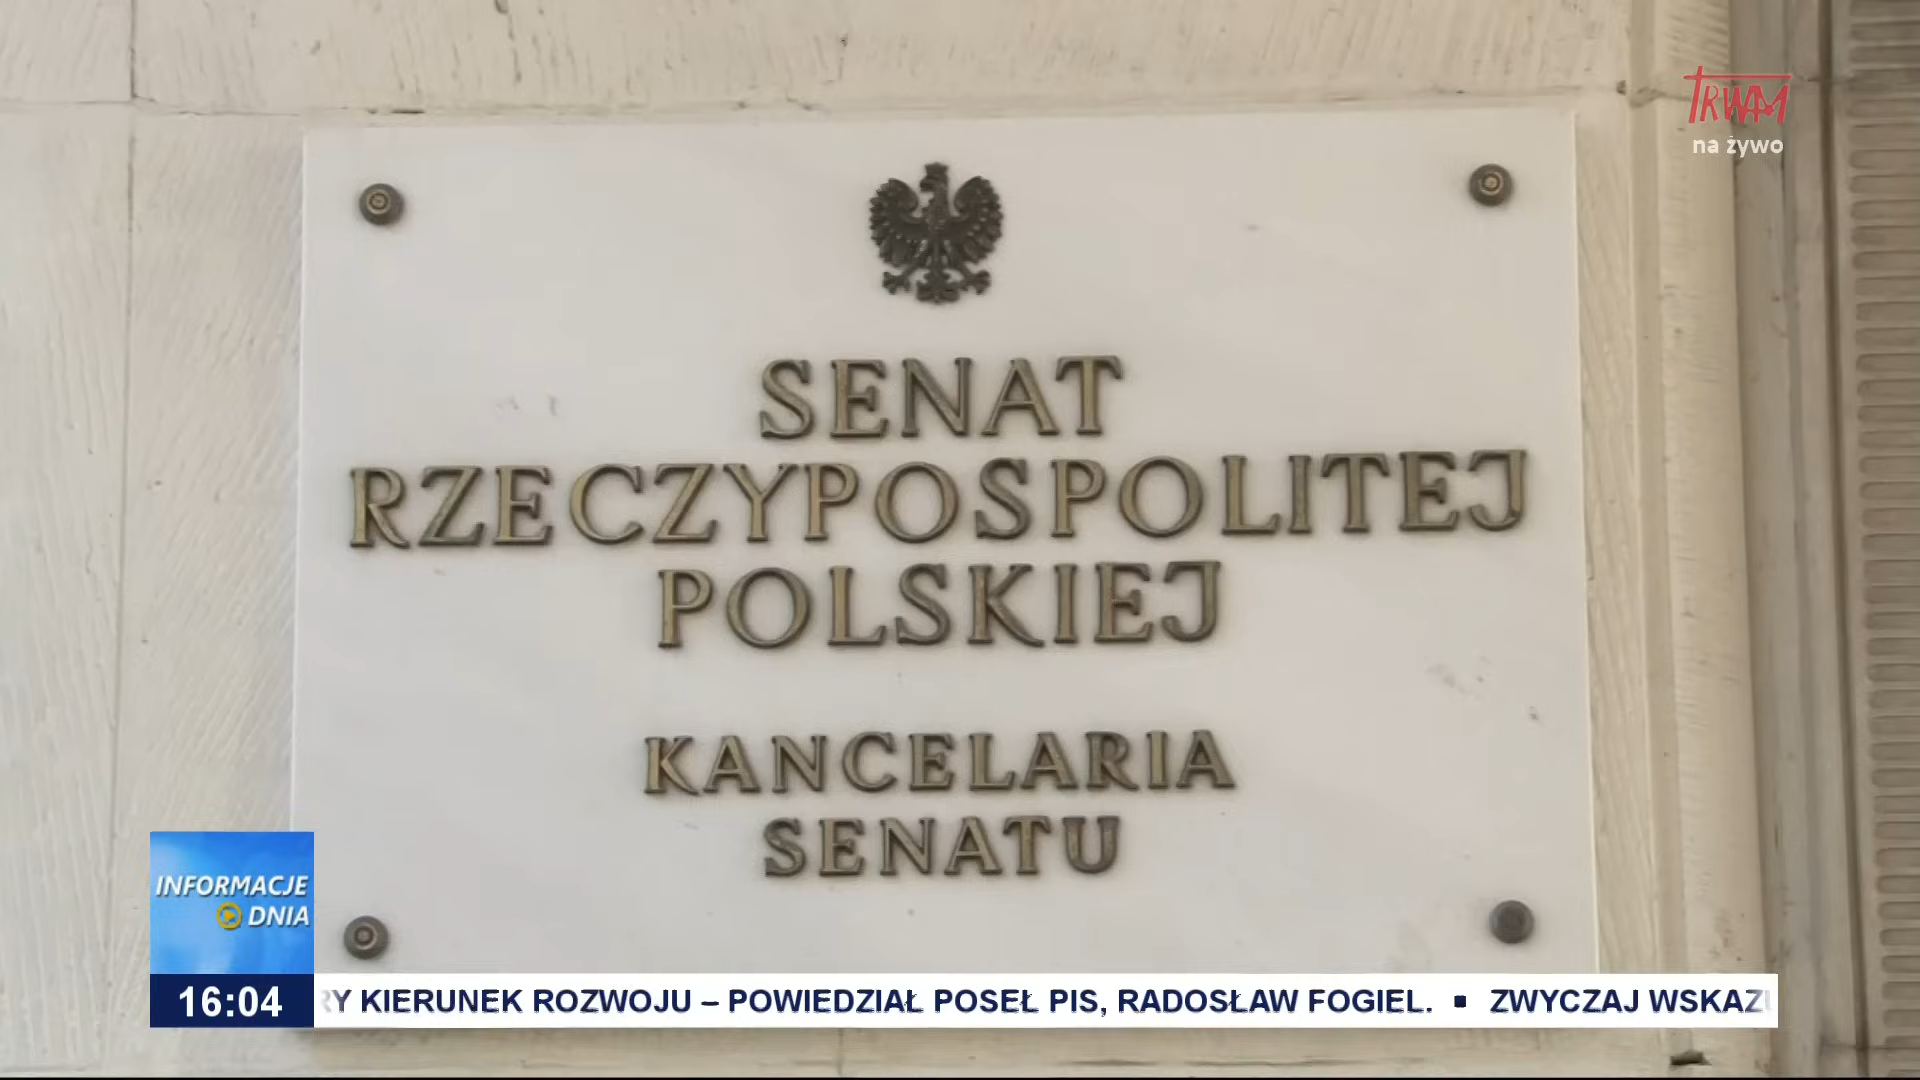 TRWAM
na żywo
SENAT
RZECZYPOSPOLITEJ
POLSKIEJ
KANCELARIA
SENATU
INFORMACJE
DNIA
16:04
KIERUNEK ROZWOJU – POWIEDZIAŁ POSEŁ PIS, RADOSŁAW FOGIEL. ▪ ZWYCZAJ